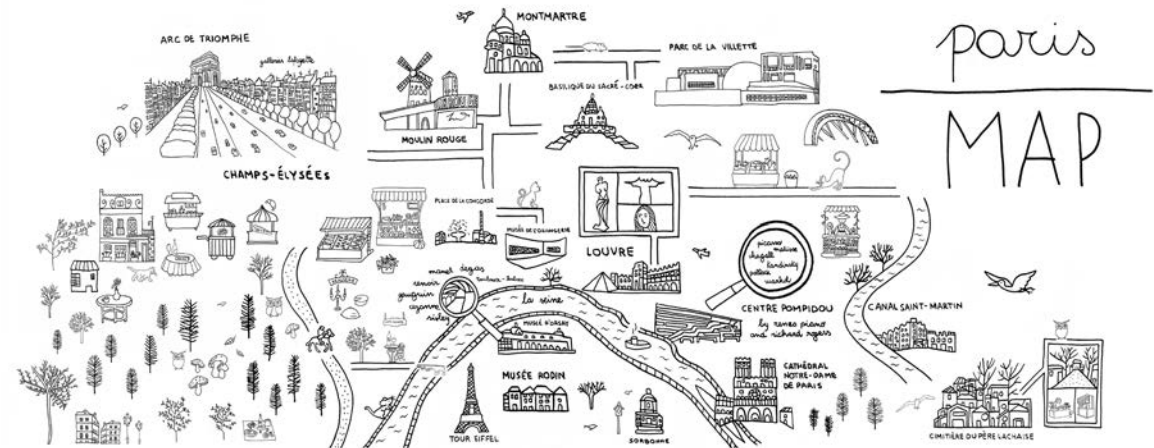 paris
MAP
ARC DE TRIOMPHE
galleries lafayette
CHAMPS-ÉLYSÉES
MONTMARTRE
MOULIN ROUGE
PARC DE LA VILLETTE
BASILIQUE DU SACRÉ-COER
PLACE DE LA CONCORDE
MUSÉE DE L'ORANGERIE
LOUVRE
picasso
matisse
chagall
kandinsky
pollock
warhol
CENTRE POMPIDOU
by renzo piano
and richard rogers
CANAL SAINT-MARTIN
manet
degas
renoir
gauguin
cezanne
sisley
la seine
MUSÉE D'ORSAY
MUSÉE RODIN
TOUR EIFFEL
SORBONNE
CATHÉDRAL
NOTRE-DAME
DE PARIS
CIMITIÈRE DU PÈRE LACHAISE